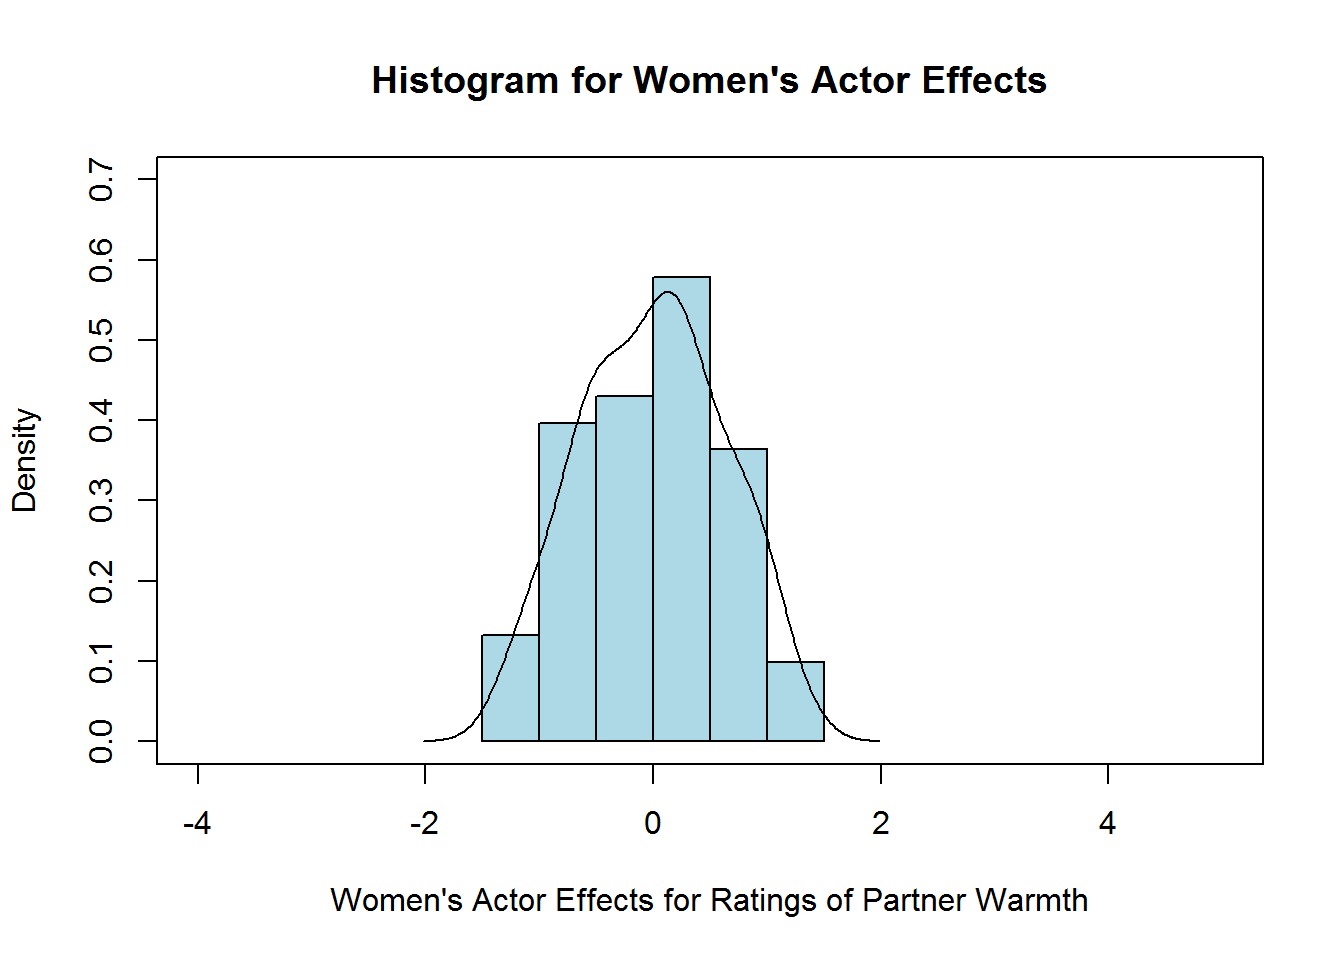 Histogram for Women's Actor Effects
0.7
0.6
0.5
0.4
0.3
0.2
0.1
0.0
Density
-4 -2 0 2 4
Women's Actor Effects for Ratings of Partner Warmth